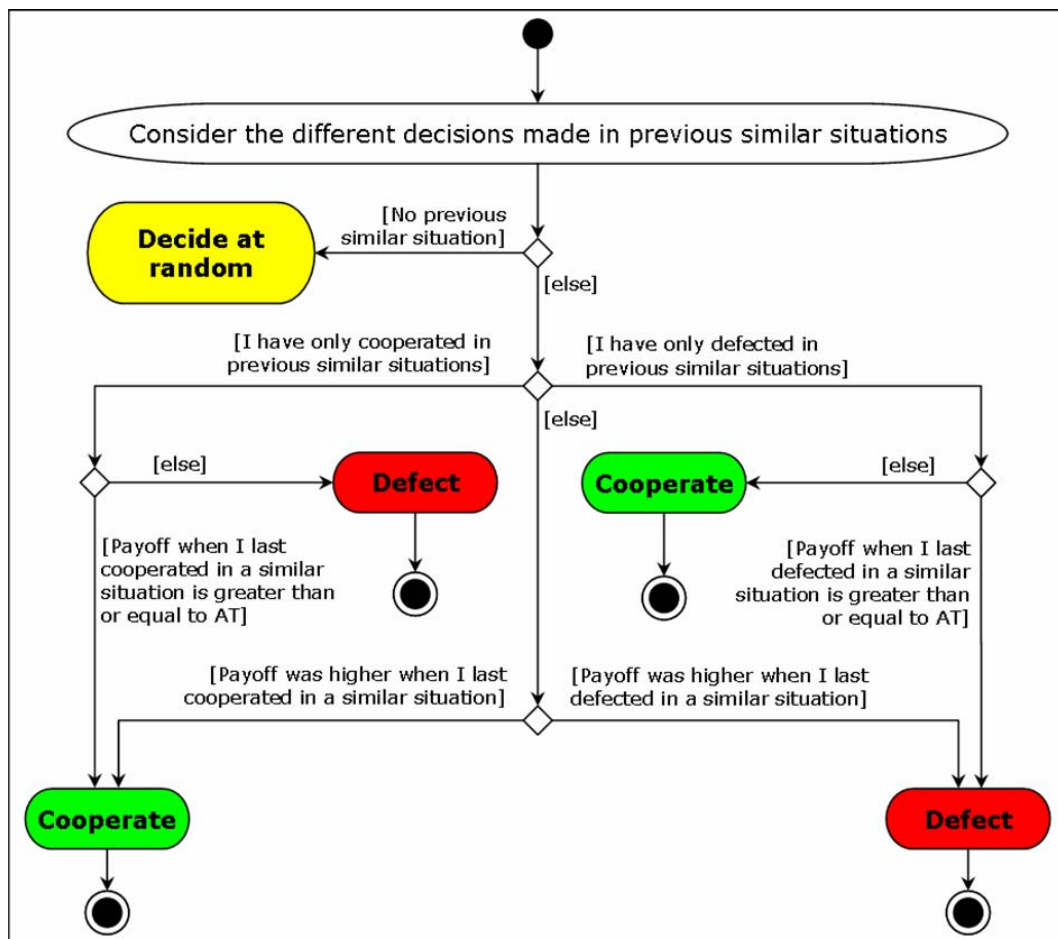 Consider the different decisions made in previous similar situations
[No previous
similar situation]
Decide at
random
[else]
[I have only cooperated in
previous similar situations]
[I have only defected in
previous similar situations]
[else]
[else]
Defect
Cooperate
[else]
[Payoff when I last
cooperated in a similar
situation is greater than
or equal to AT]
[Payoff when I last
defected in a similar
situation is greater than
or equal to AT]
[Payoff was higher when I last
cooperated in a similar situation]
[Payoff was higher when I last
defected in a similar situation]
Cooperate
Defect